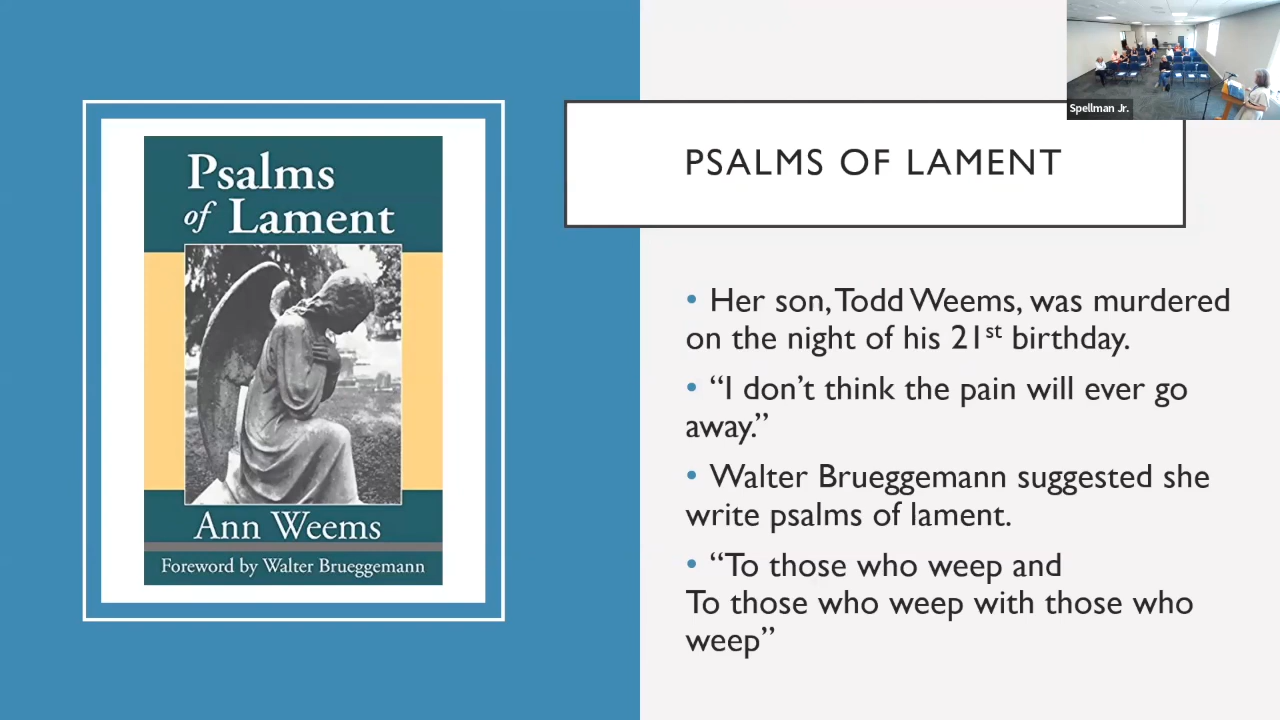 Psalms
of Lament
Ann Weems
Foreword by Walter Brueggemann
Spellman Jr.
PSALMS OF LAMENT
• Her son, Todd Weems, was murdered
on the night of his 21st birthday.
• “I don’t think the pain will ever go
away.”
• Walter Brueggemann suggested she
write psalms of lament.
• “To those who weep and
To those who weep with those who
weep”